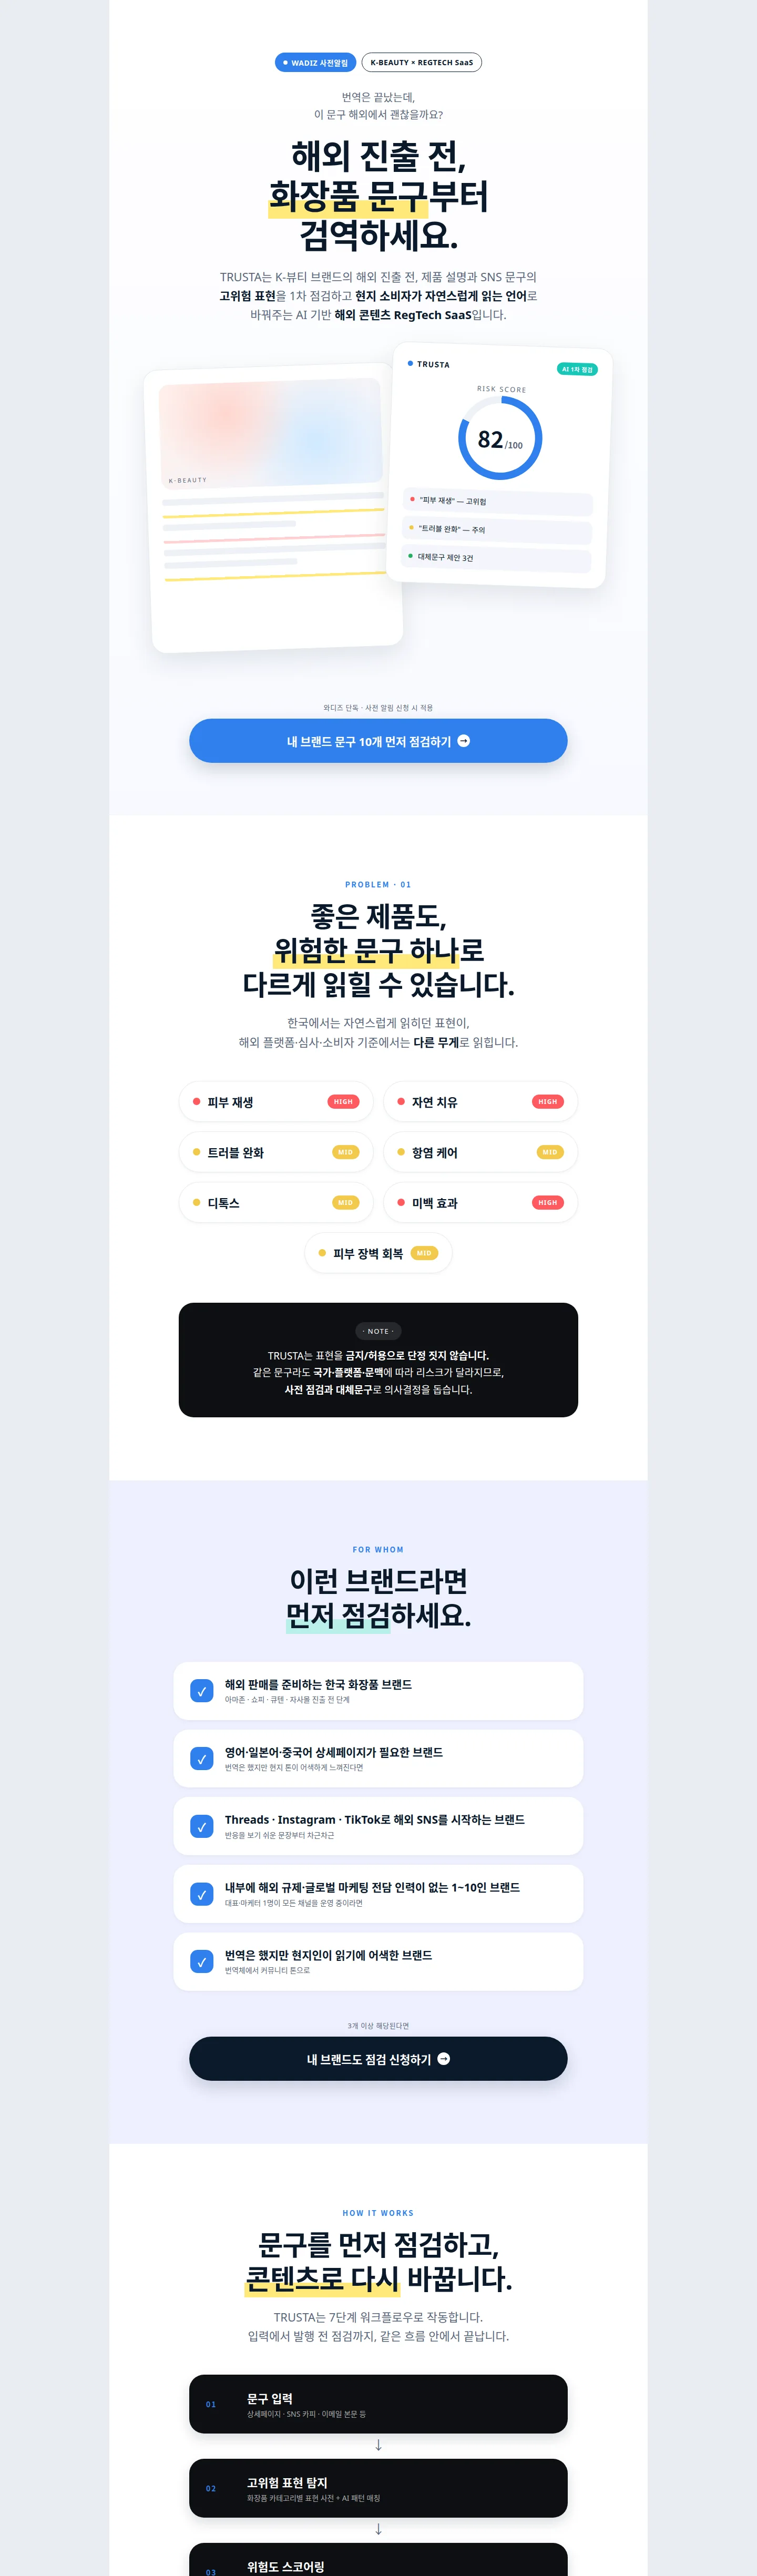 WADIZ 사전알림
K-BEAUTY × REGTECH SaaS
번역은 끝났는데,
이 문구 해외에서 괜찮을까요?
해외 진출 전,
화장품 문구부터
검역하세요.
TRUSTA는 K-뷰티 브랜드의 해외 진출 전, 제품 설명과 SNS 문구의
고위험 표현을 1차 점검하고 현지 소비자가 자연스럽게 읽는 언어로
바꿔주는 AI 기반 해외 콘텐츠 RegTech SaaS입니다.
K-BEAUTY
TRUSTA
AI 1차 점검
RISK SCORE
82/100
"피부 재생" — 고위험
"트러블 완화" — 주의
대체문구 제안 3건
와디즈 단독 · 사전 알림 신청 시 적용
내 브랜드 문구 10개 먼저 점검하기 →
PROBLEM · 01
좋은 제품도,
위험한 문구 하나로
다르게 읽힐 수 있습니다.
한국에서는 자연스럽게 읽히던 표현이,
해외 플랫폼·심사·소비자 기준에서는 다른 무게로 읽힙니다.
피부 재생 HIGH
자연 치유 HIGH
트러블 완화 MID
항염 케어 MID
디톡스 MID
미백 효과 HIGH
피부 장벽 회복 MID
· NOTE ·
TRUSTA는 표현을 금지/허용으로 단정 짓지 않습니다.
같은 문구라도 국가·플랫폼·문맥에 따라 리스크가 달라지므로,
사전 점검과 대체문구로 의사결정을 돕습니다.
FOR WHOM
이런 브랜드라면
먼저 점검하세요.
✓
해외 판매를 준비하는 한국 화장품 브랜드
아마존 · 쇼피 · 큐텐 · 자사몰 진출 전 단계
✓
영어·일본어·중국어 상세페이지가 필요한 브랜드
번역은 했지만 현지 톤이 어색하게 느껴진다면
✓
Threads · Instagram · TikTok로 해외 SNS를 시작하는 브랜드
반응을 보기 쉬운 문장부터 차근차근
✓
내부에 해외 규제·글로벌 마케팅 전담 인력이 없는 1~10인 브랜드
대표·마케터 1명이 모든 채널을 운영 중이라면
✓
번역은 했지만 현지인이 읽기에 어색한 브랜드
번역체에서 커뮤니티 톤으로
3개 이상 해당된다면
내 브랜드도 점검 신청하기 →
HOW IT WORKS
문구를 먼저 점검하고,
콘텐츠로 다시 바꿉니다.
TRUSTA는 7단계 워크플로우로 작동합니다.
입력에서 발행 전 점검까지, 같은 흐름 안에서 끝납니다.
01
문구 입력
상세페이지 · SNS 카피 · 이메일 본문 등
↓
02
고위험 표현 탐지
화장품 카테고리별 표현 사전 + AI 패턴 매칭
↓
03
위험도 스코어링